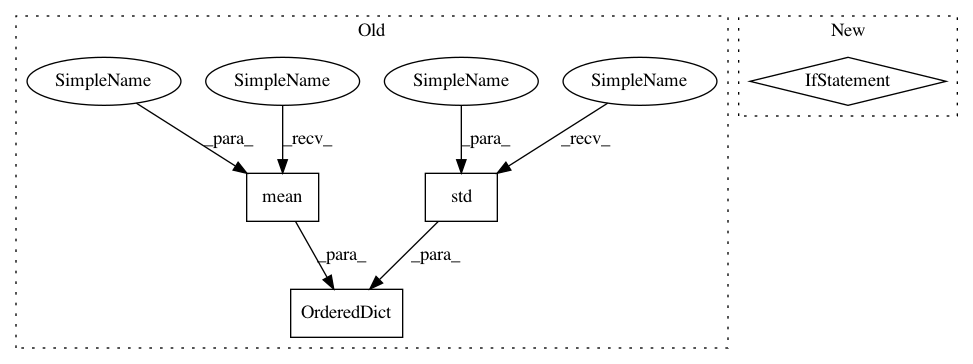 Old
New
SimpleName SimpleName SimpleName SimpleName IfStatement
_para_ _recv_ _para_ _recv_
mean std
_para_ _para_
OrderedDict